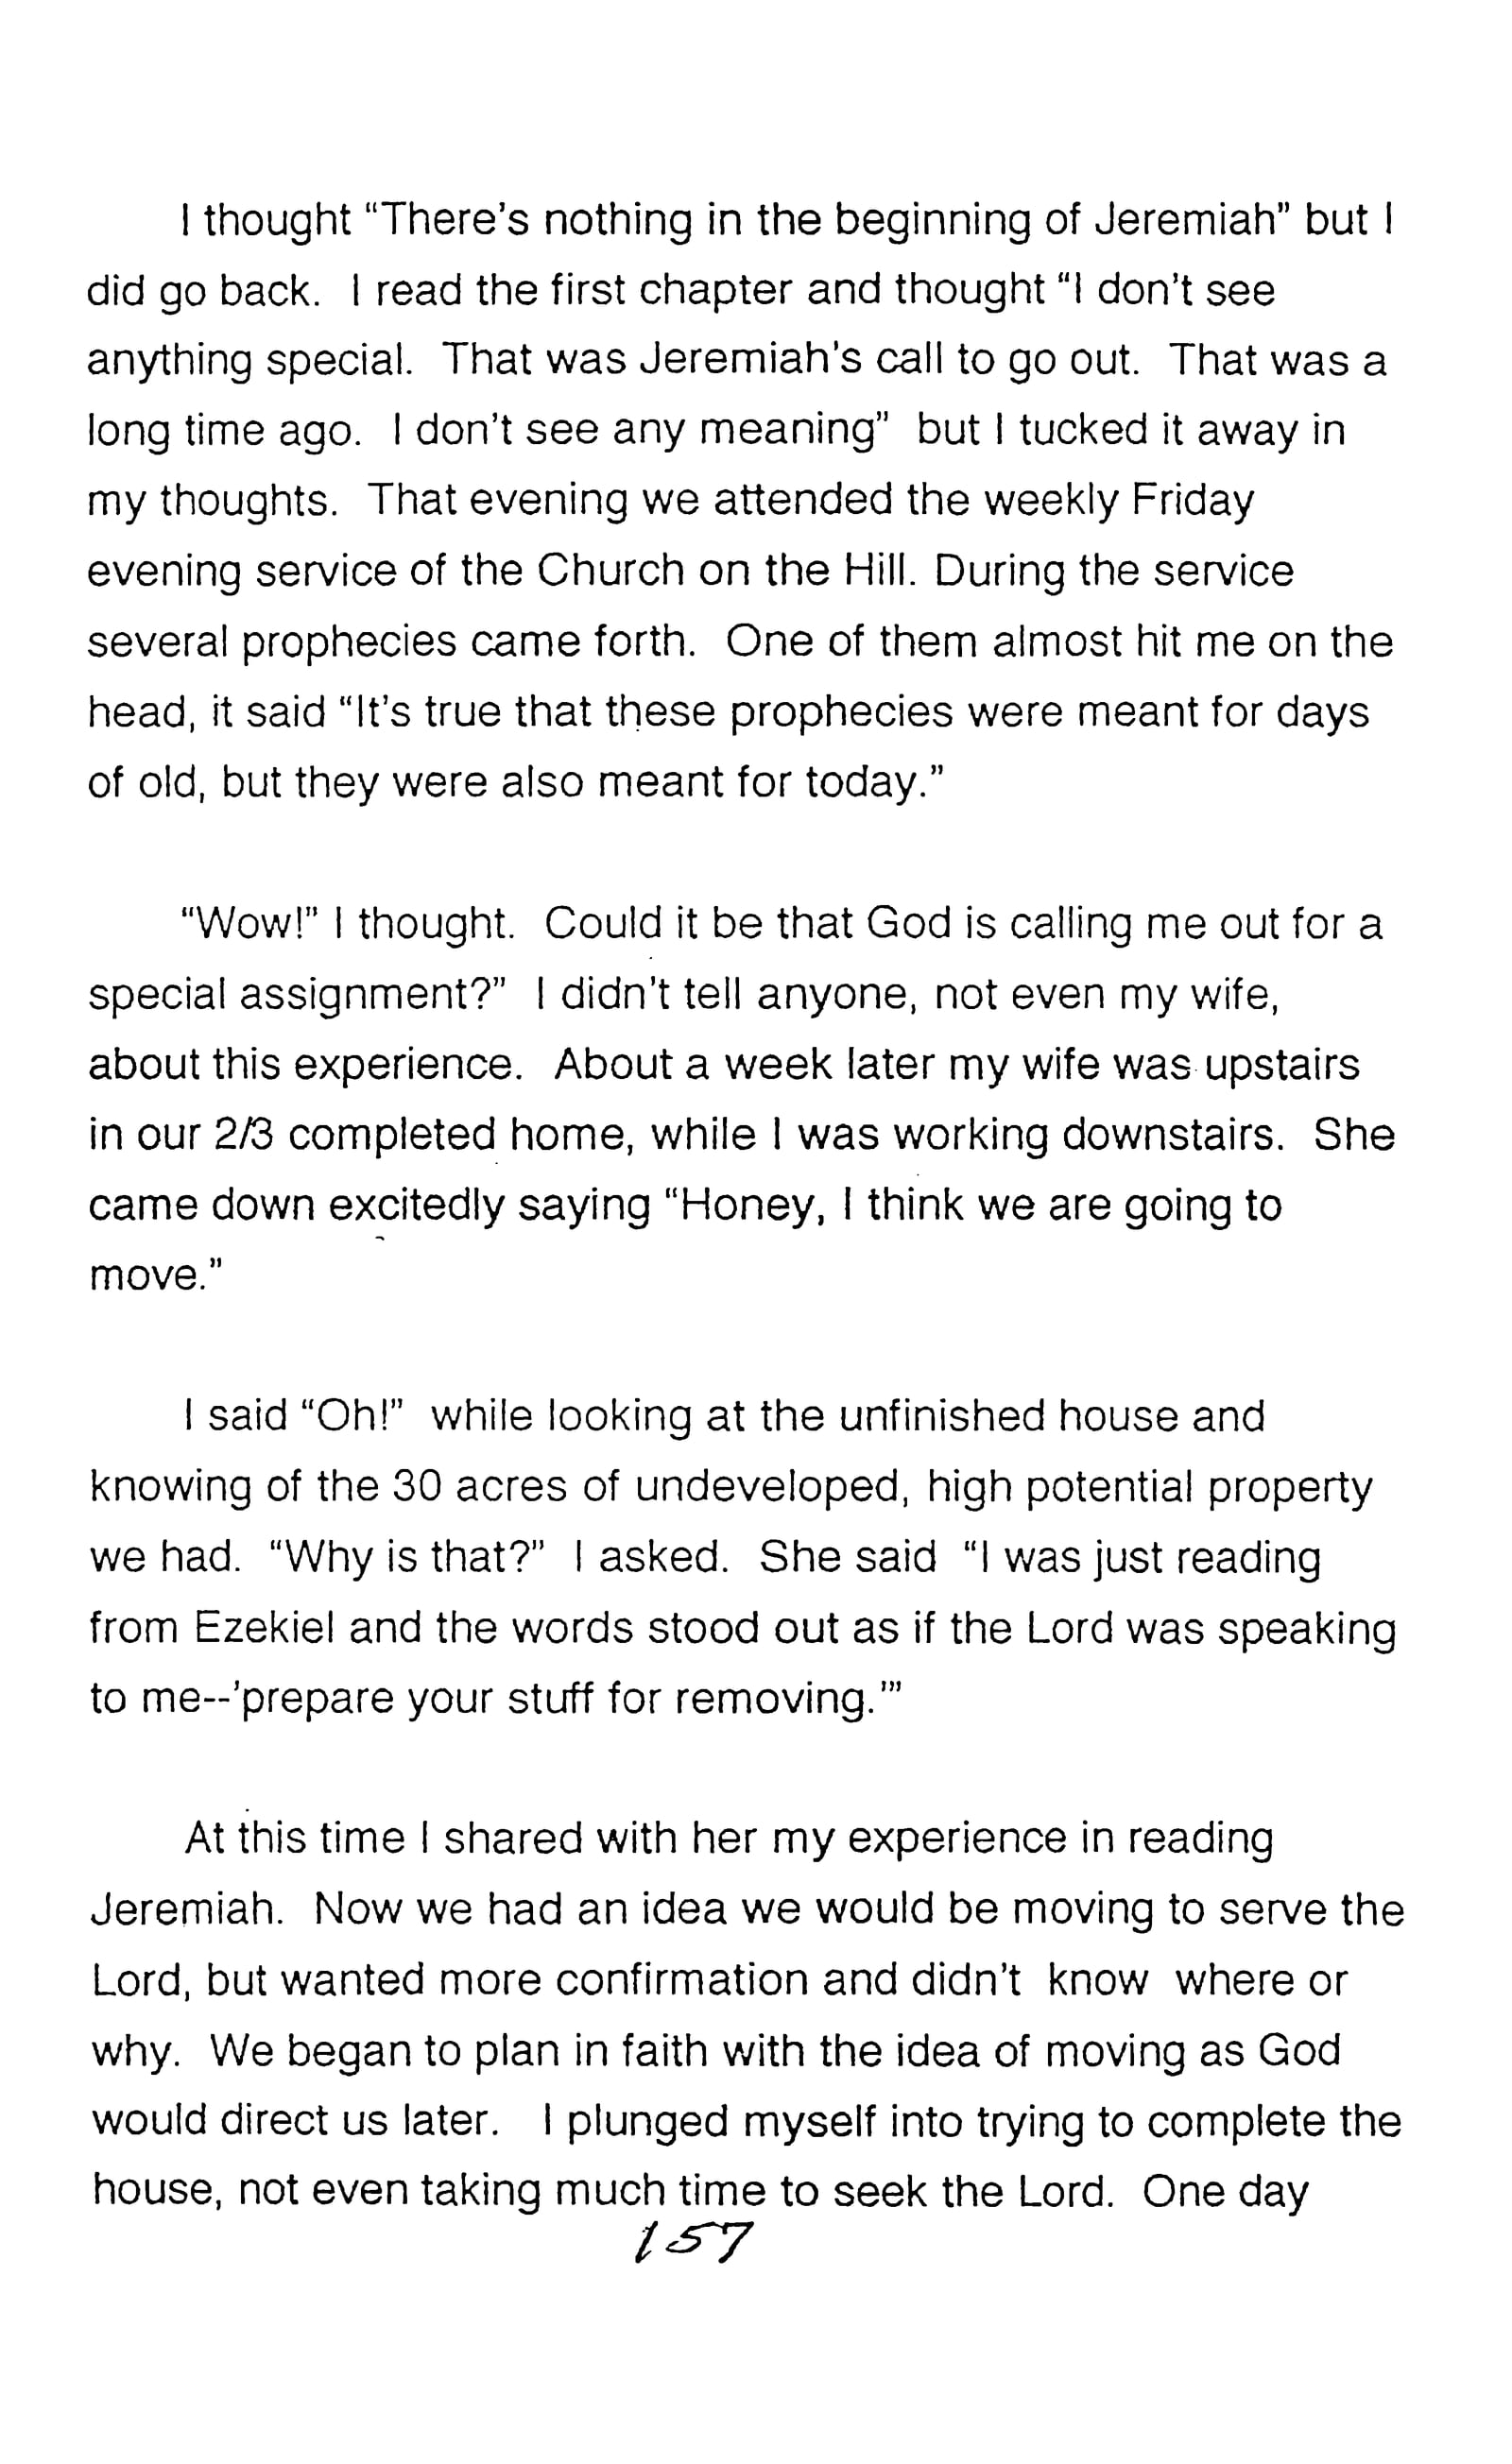 I thought “There's nothing in the beginning of Jeremiah” but I
did go back. I read the first chapter and thought “I don't see
anything special. That was Jeremiah's call to go out. That was a
long time ago. I don't see any meaning” but I tucked it away in
my thoughts. That evening we attended the weekly Friday
evening service of the Church on the Hill. During the service
several prophecies came forth. One of them almost hit me on the
head, it said “It's true that these prophecies were meant for days
of old, but they were also meant for today.”
“Wow!” I thought. Could it be that God is calling me out for a
special assignment?” I didn't tell anyone, not even my wife,
about this experience. About a week later my wife was upstairs
in our 2/3 completed home, while I was working downstairs. She
came down excitedly saying “Honey, I think we are going to
move.”
I said “Oh!” while looking at the unfinished house and
knowing of the 30 acres of undeveloped, high potential property
we had. “Why is that?” I asked. She said “I was just reading
from Ezekiel and the words stood out as if the Lord was speaking
to me--'prepare your stuff for removing.'”
At this time I shared with her my experience in reading
Jeremiah. Now we had an idea we would be moving to serve the
Lord, but wanted more confirmation and didn't know where or
why. We began to plan in faith with the idea of moving as God
would direct us later. I plunged myself into trying to complete the
house, not even taking much time to seek the Lord. One day
157